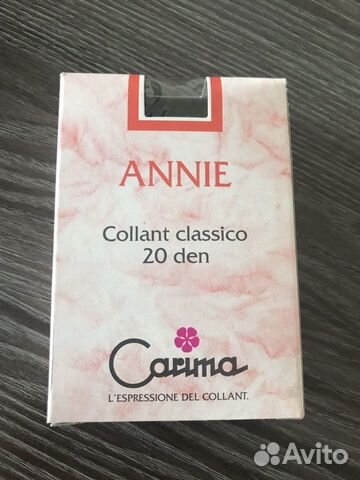 ANNIE
Collant classico
20 den
Carima
L'ESPRESSIONE DEL COLLANT.
Avito